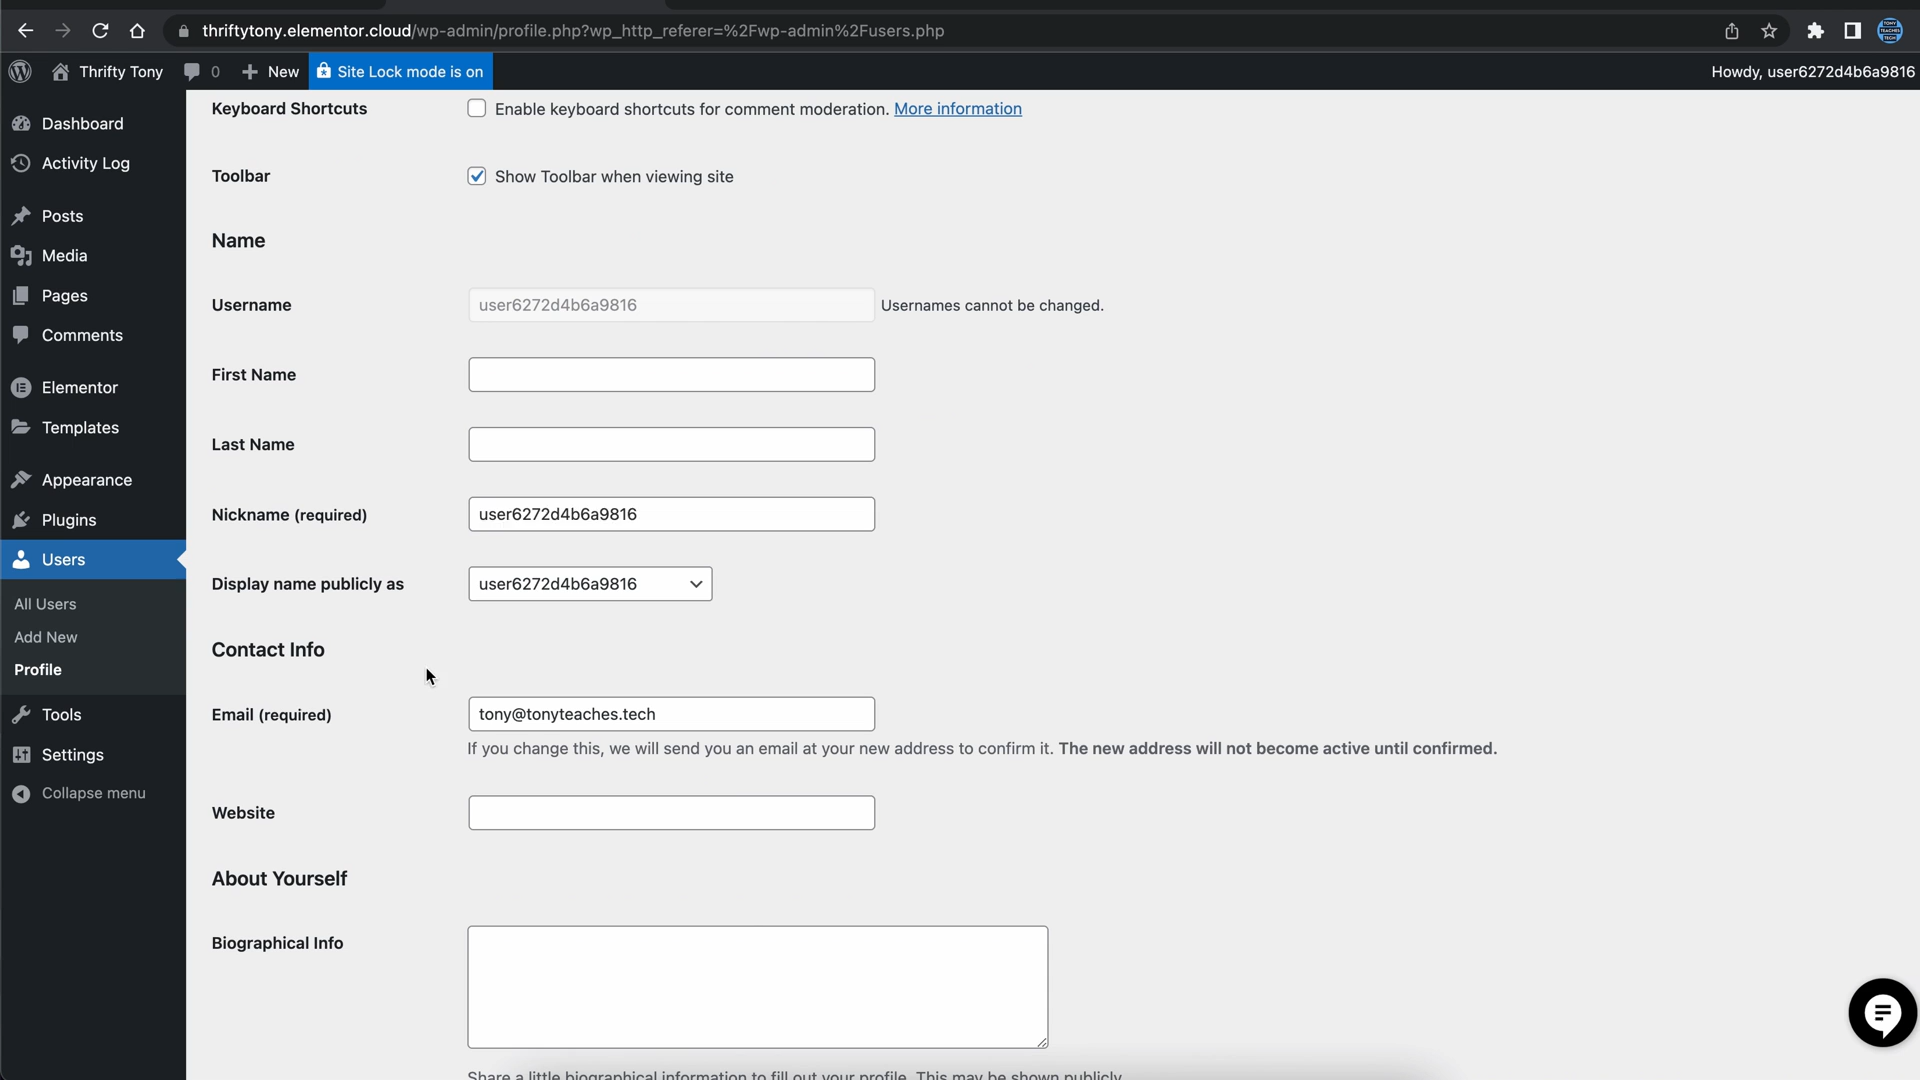 thriftytony.elementor.cloud/wp-admin/profile.php?wp_http_referer=%2Fwp-admin%2Fusers.php
Thrifty Tony 0 New Site Lock mode is on Howdy, user6272d4b6a9816
Dashboard
Activity Log
Posts
Media
Pages
Comments
Elementor
Templates
Appearance
Plugins
Users
All Users
Add New
Profile
Tools
Settings
Collapse menu
Keyboard Shortcuts Enable keyboard shortcuts for comment moderation. More information
Toolbar Show Toolbar when viewing site
Name
Username user6272d4b6a9816 Usernames cannot be changed.
First Name
Last Name
Nickname (required) user6272d4b6a9816
Display name publicly as user6272d4b6a9816
Contact Info
Email (required) tony@tonyteaches.tech
If you change this, we will send you an email at your new address to confirm it. The new address will not become active until confirmed.
Website
About Yourself
Biographical Info
Share a little biographical information to fill out your profile. This may be shown publicly.
TONY
TEACHES
TECH